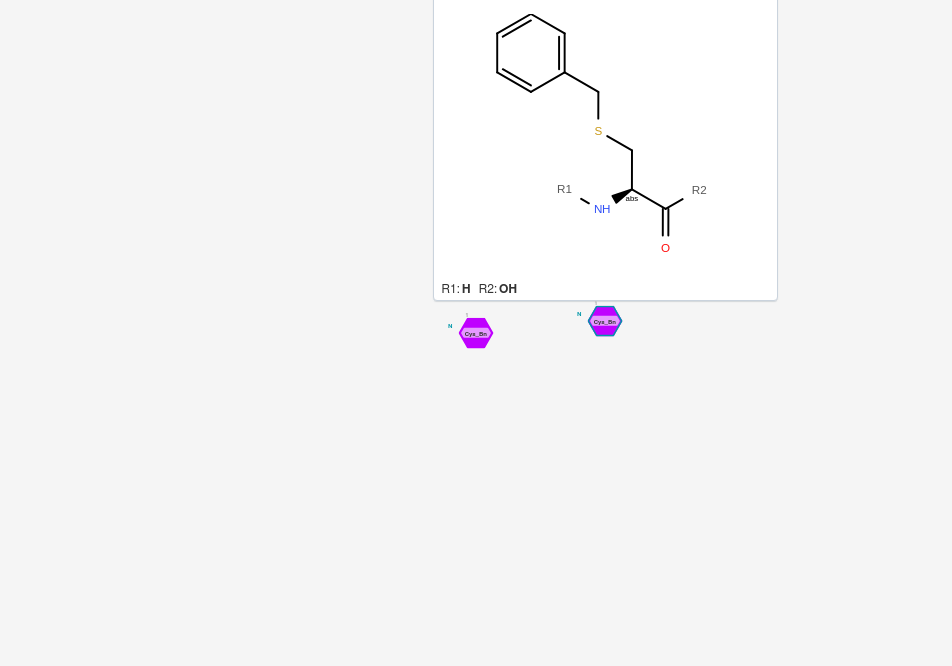 S
R1
R2
abs
NH
O
R1: H R2: OH
N
Cys_Bn
N
Cys_Bn